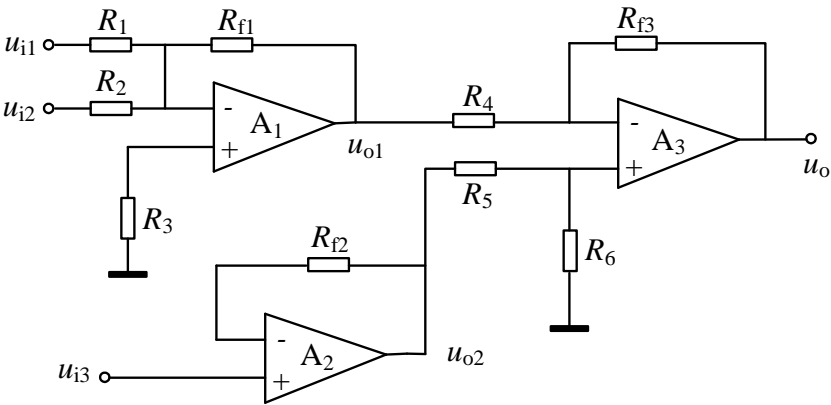 R1 Rf1
ui1
R2
ui2
- A1 +
uo1
R3
R4
Rf3
- A3 +
uo
R5
R6
Rf2
- A2 +
uo2
ui3